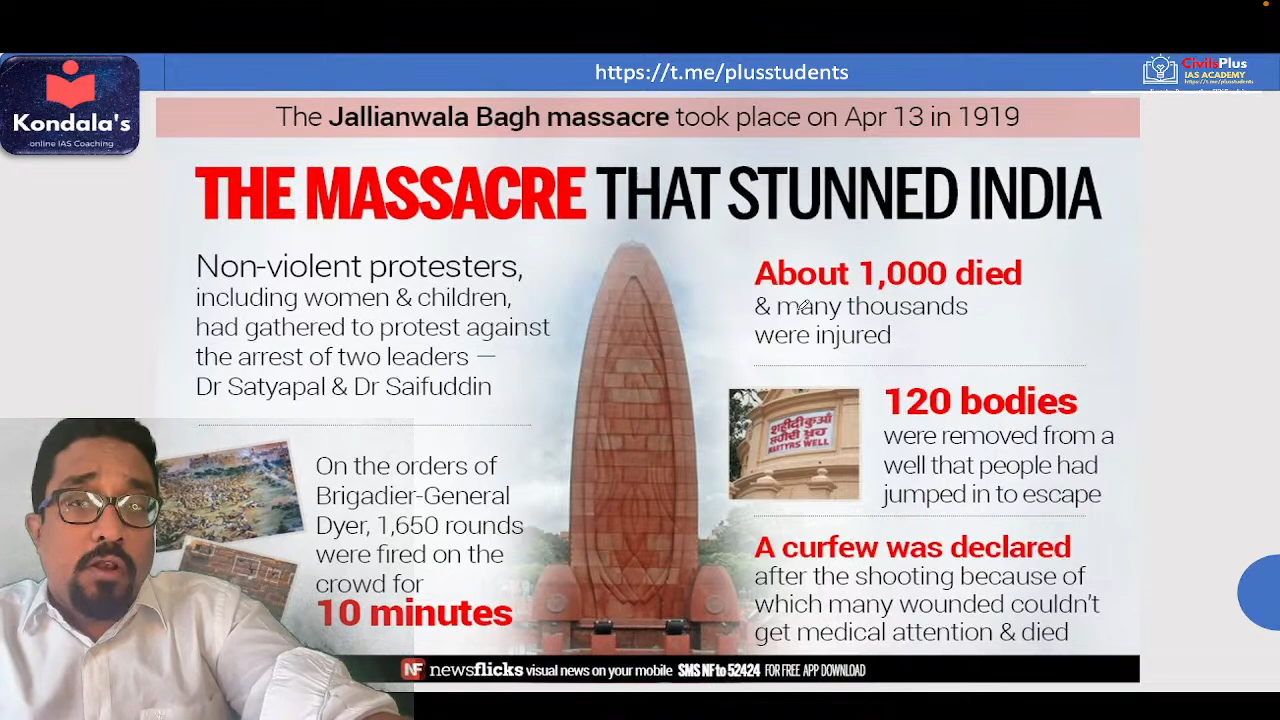 https://t.me/plusstudents
CivilsPlus
IAS ACADEMY
https://t.me/plusstudents
Kondala's
online IAS Coaching
The Jallianwala Bagh massacre took place on Apr 13 in 1919
THE MASSACRE THAT STUNNED INDIA
Non-violent protesters,
including women & children,
had gathered to protest against
the arrest of two leaders —
Dr Satyapal & Dr Saifuddin
On the orders of
Brigadier-General
Dyer, 1,650 rounds
were fired on the
crowd for
10 minutes
About 1,000 died
& many thousands
were injured
शहीदी कुआँ
ਸ਼ਹੀਦੀ ਖੂਹ
MARTYRS WELL
120 bodies
were removed from a
well that people had
jumped in to escape
A curfew was declared
after the shooting because of
which many wounded couldn't
get medical attention & died
NF newsflicks visual news on your mobile SMS NF to 52424 FOR FREE APP DOWNLOAD